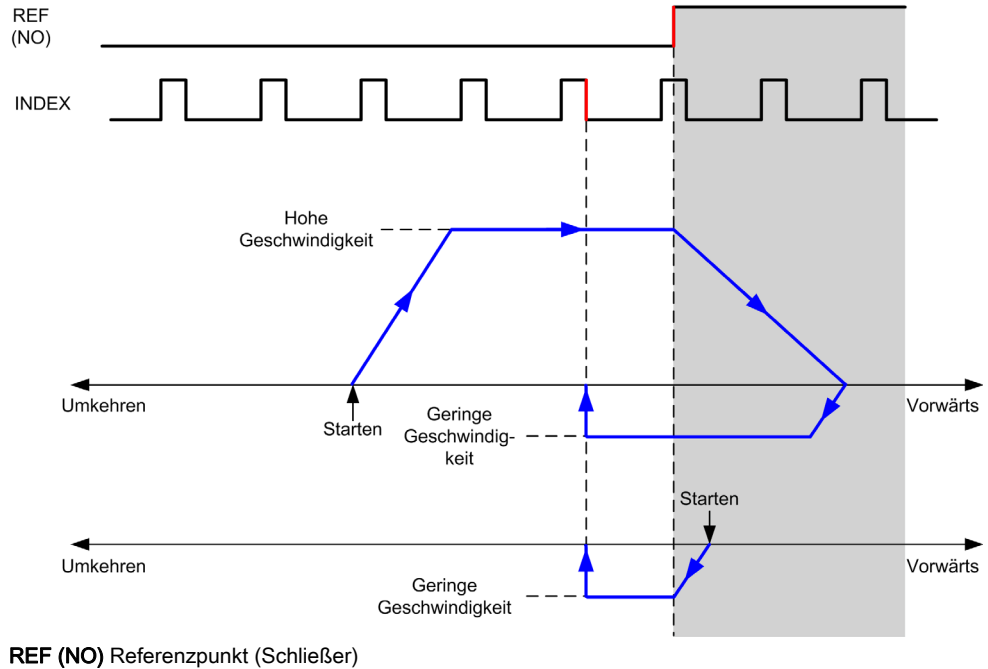 REF
(NO)
INDEX
Hohe
Geschwindigkeit
Umkehren
Vorwärts
Starten
Geringe
Geschwindig-
keit
Starten
Umkehren
Vorwärts
Geringe
Geschwindigkeit
REF (NO) Referenzpunkt (Schließer)